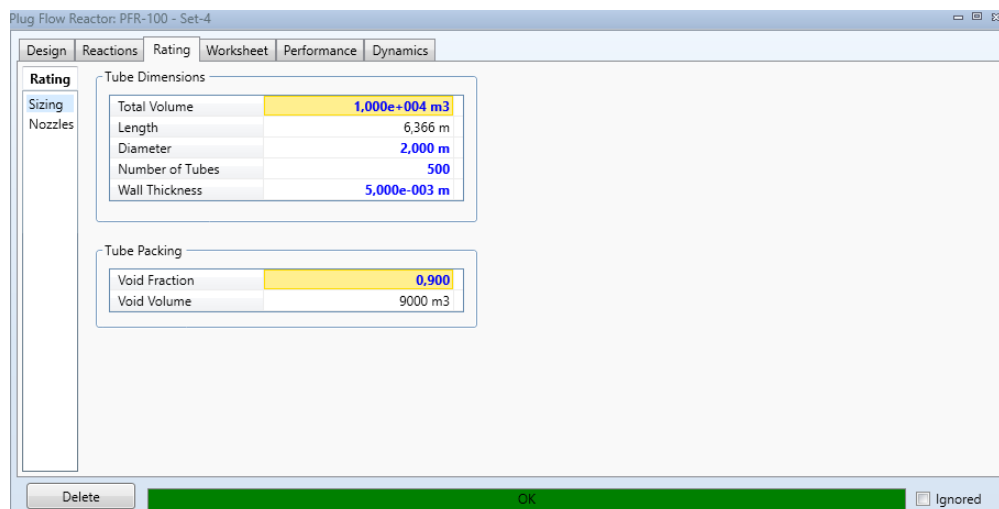 Plug Flow Reactor: PFR-100 - Set-4
Design Reactions Rating Worksheet Performance Dynamics
Rating
Sizing
Nozzles
Tube Dimensions
Total Volume 1,000e+004 m3
Length 6,366 m
Diameter 2,000 m
Number of Tubes 500
Wall Thickness 5,000e-003 m
Tube Packing
Void Fraction 0,900
Void Volume 9000 m3
Delete OK Ignored